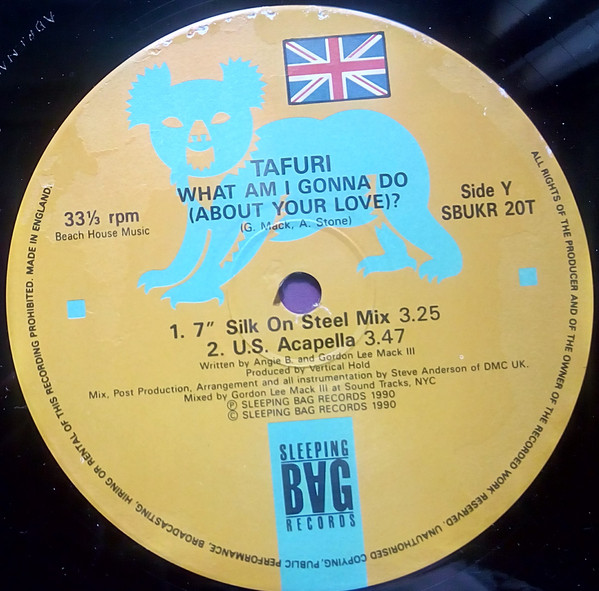 TAFURI
WHAT AM I GONNA DO
(ABOUT YOUR LOVE)?
(G. Mack, A. Stone)
33⅓ rpm
Beach House Music
Side Y
SBUKR 20T
1. 7" Silk On Steel Mix 3.25
2. U.S. Acapella 3.47
Written by Angie B. and Gordon Lee Mack III
Produced by Vertical Hold
Mix, Post Production, Arrangement and all instrumentation by Steve Anderson of DMC UK.
Mixed by Gordon Lee Mack III at Sound Tracks, NYC
Ⓟ SLEEPING BAG RECORDS 1990
© SLEEPING BAG RECORDS 1990
SLEEPING
BAG
RECORDS
ALL RIGHTS OF THE PRODUCER AND OF THE OWNER OF THE RECORDED WORK RESERVED. UNAUTHORISED COPYING, PUBLIC PERFORMANCE, BROADCASTING, HIRING OR RENTAL OF THIS RECORDING PROHIBITED. MADE IN ENGLAND.